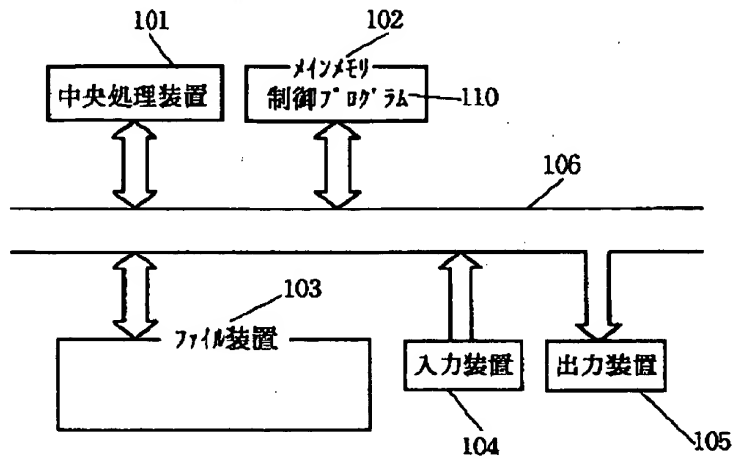 101
102
中央処理装置
メインメモリ
制御プログラム
110
106
103
ファイル装置
入力装置
出力装置
104
105